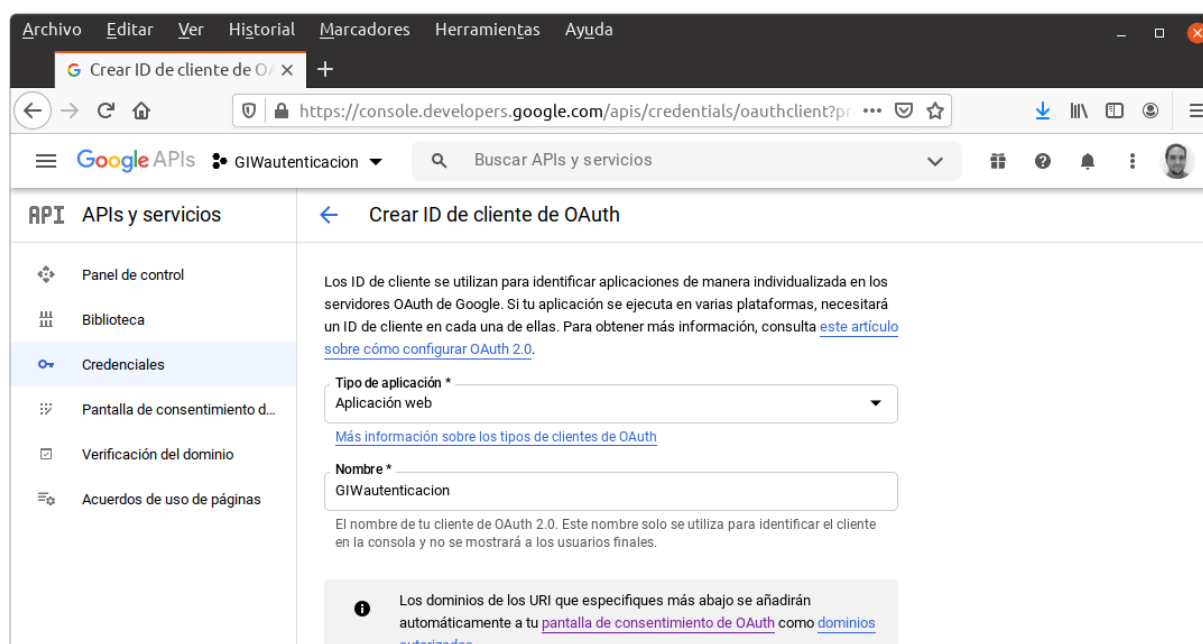 Archivo Editar Ver Historial Marcadores Herramientas Ayuda
G Crear ID de cliente de O
https://console.developers.google.com/apis/credentials/oauthclient?pr
Google APIs GIWautenticacion Buscar APIs y servicios
API APIs y servicios
Crear ID de cliente de OAuth
Panel de control
Biblioteca
Credenciales
Pantalla de consentimiento d...
Verificación del dominio
Acuerdos de uso de páginas
Los ID de cliente se utilizan para identificar aplicaciones de manera individualizada en los
servidores OAuth de Google. Si tu aplicación se ejecuta en varias plataformas, necesitará
un ID de cliente en cada una de ellas. Para obtener más información, consulta este artículo
sobre cómo configurar OAuth 2.0.
Tipo de aplicación *
Aplicación web
Más información sobre los tipos de clientes de OAuth
Nombre *
GIWautenticacion
El nombre de tu cliente de OAuth 2.0. Este nombre solo se utiliza para identificar el cliente
en la consola y no se mostrará a los usuarios finales.
Los dominios de los URI que especifiques más abajo se añadirán
automáticamente a tu pantalla de consentimiento de OAuth como dominios